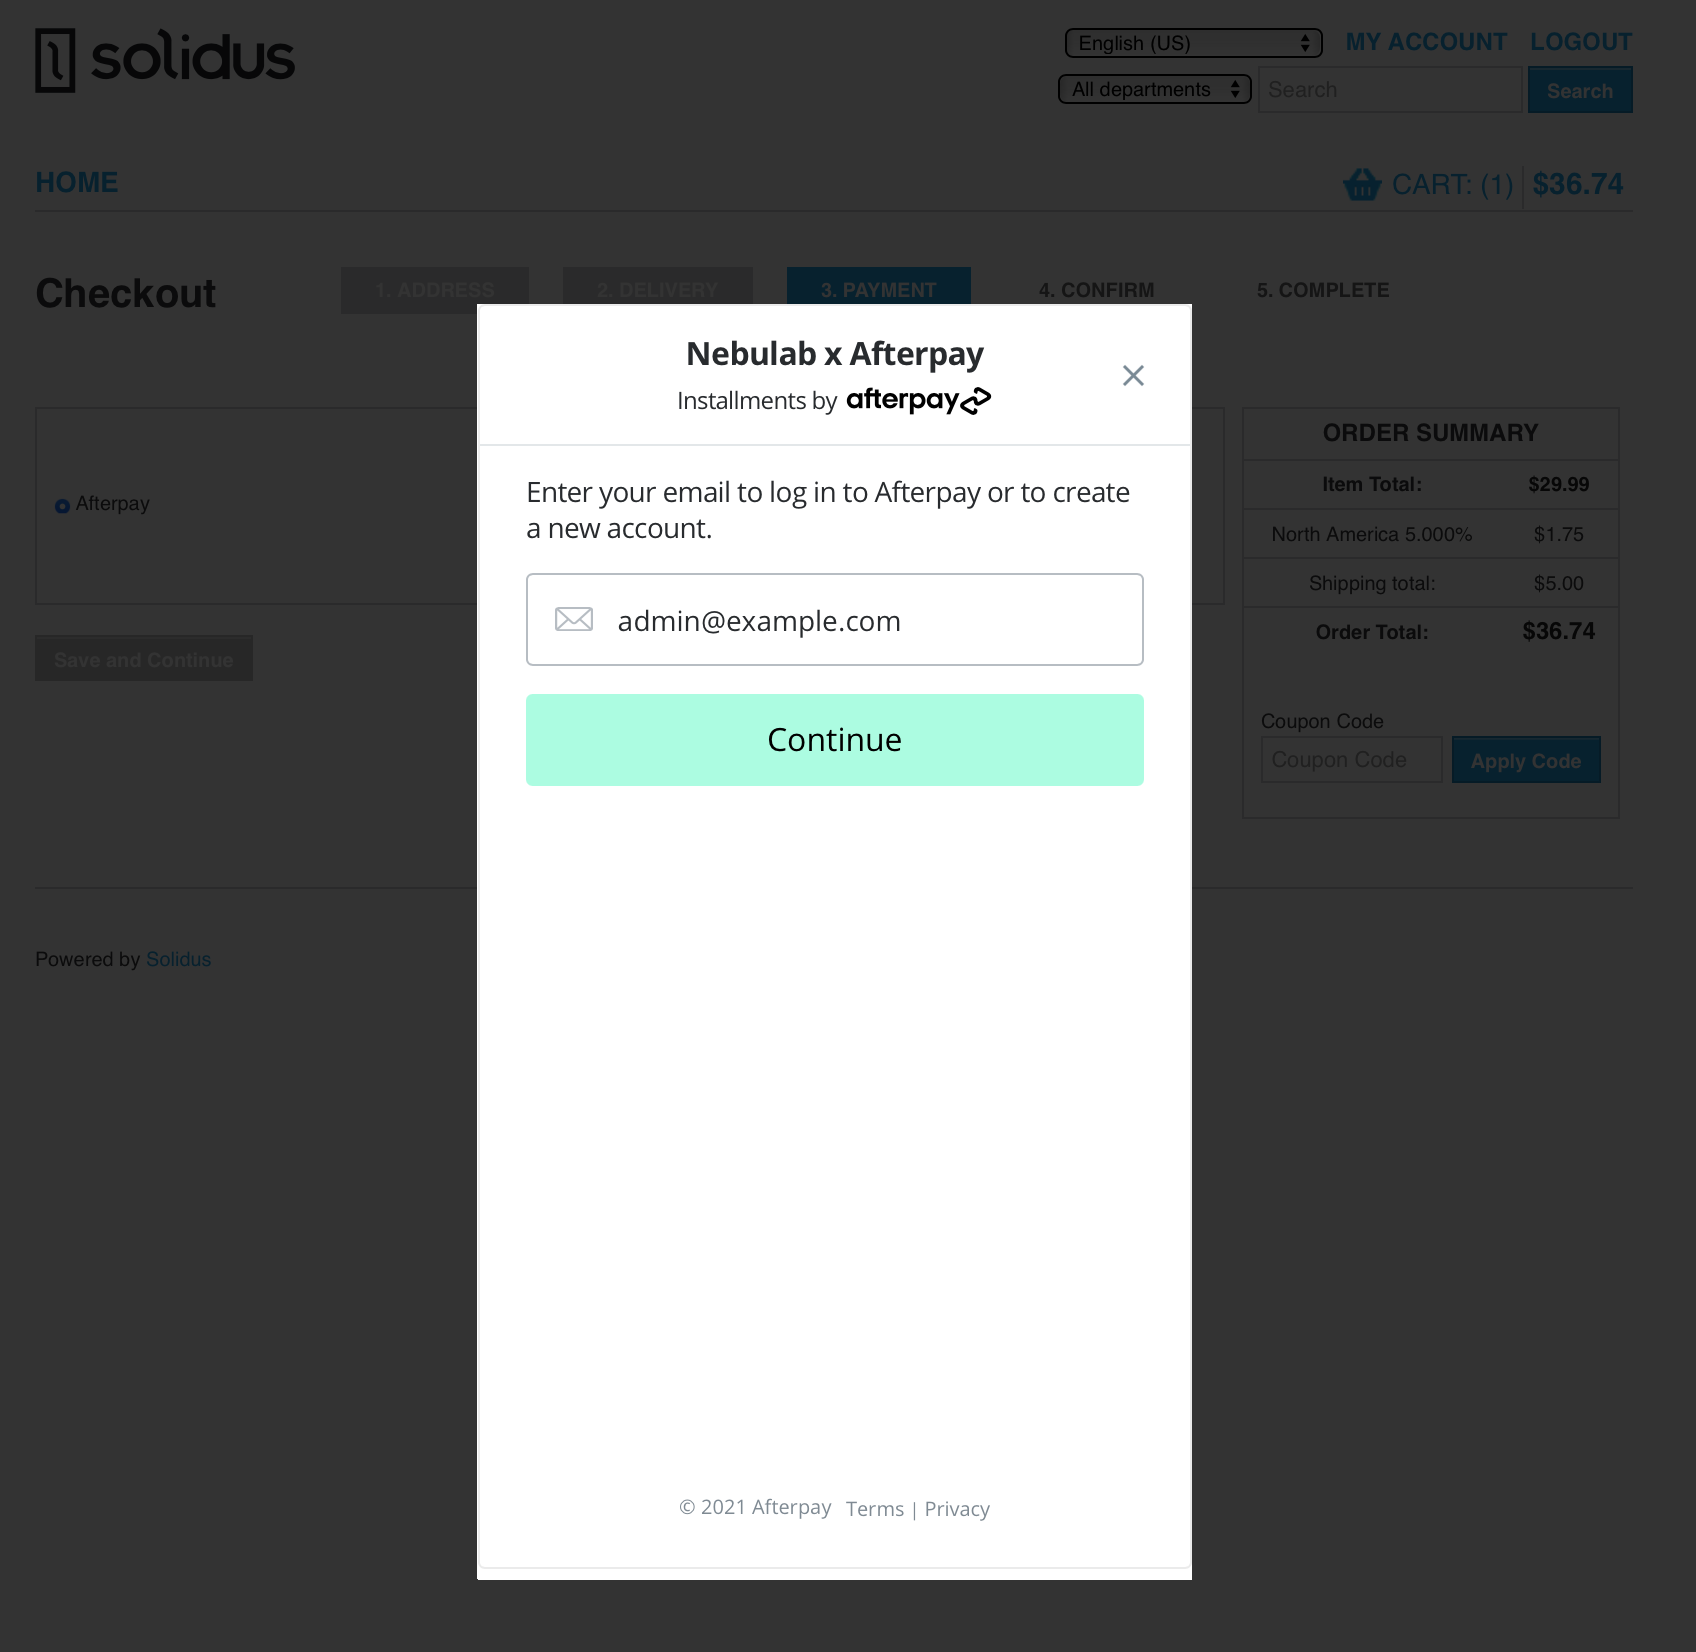 solidus
English (US)
MY ACCOUNT LOGOUT
All departments
Search
Search
HOME
CART: (1) $36.74
Checkout
1. ADDRESS
2. DELIVERY
3. PAYMENT
4. CONFIRM
5. COMPLETE
Nebulab x Afterpay
Installments by afterpay
Enter your email to log in to Afterpay or to create
a new account.
admin@example.com
Continue
© 2021 Afterpay Terms | Privacy
Afterpay
Save and Continue
ORDER SUMMARY
Item Total: $29.99
North America 5.000% $1.75
Shipping total: $5.00
Order Total: $36.74
Coupon Code
Coupon Code
Apply Code
Powered by Solidus